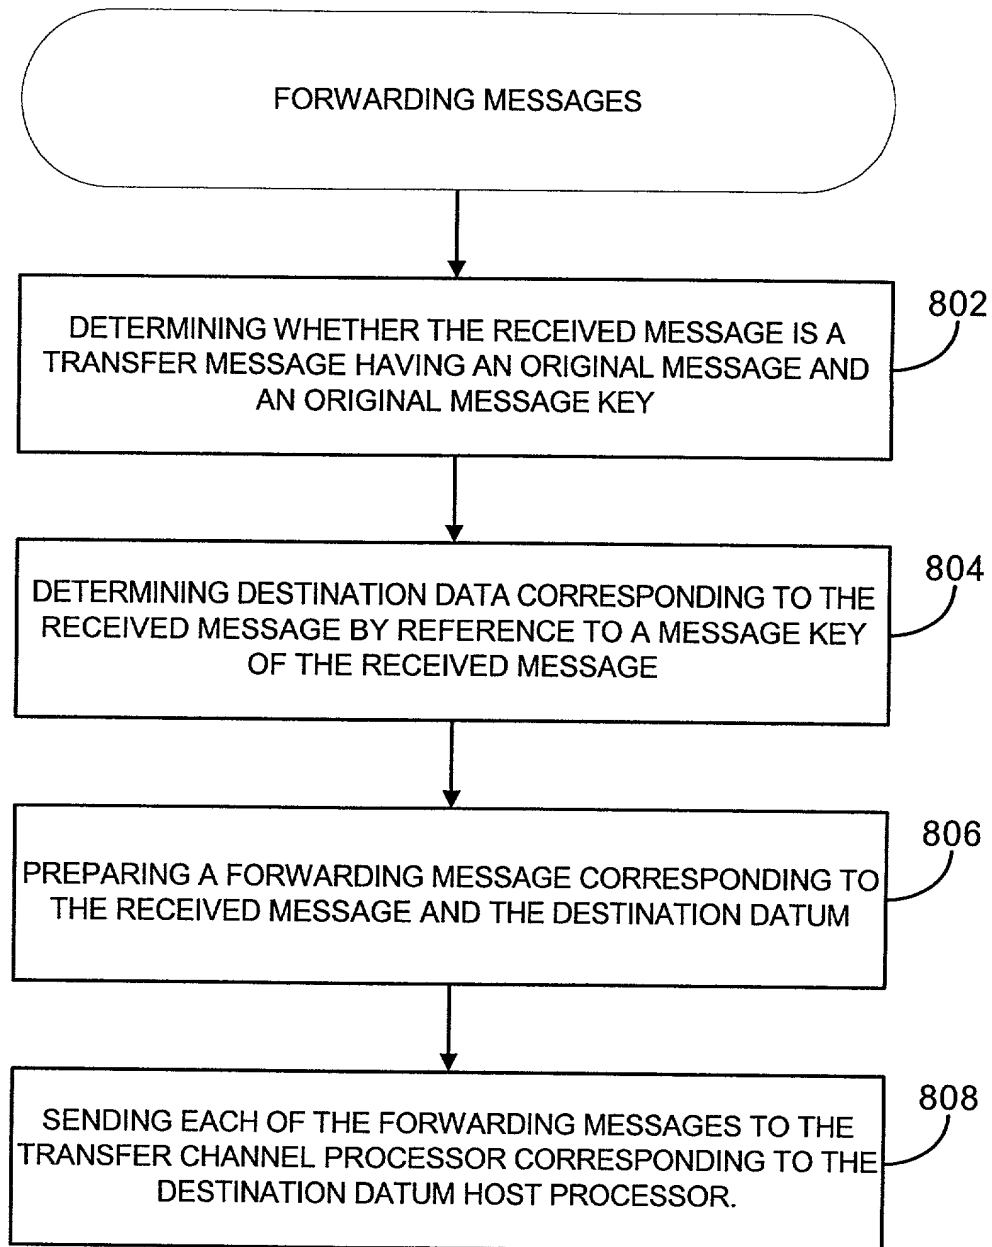 FORWARDING MESSAGES
802
DETERMINING WHETHER THE RECEIVED MESSAGE IS A
TRANSFER MESSAGE HAVING AN ORIGINAL MESSAGE AND
AN ORIGINAL MESSAGE KEY
804
DETERMINING DESTINATION DATA CORRESPONDING TO THE
RECEIVED MESSAGE BY REFERENCE TO A MESSAGE KEY
OF THE RECEIVED MESSAGE
806
PREPARING A FORWARDING MESSAGE CORRESPONDING TO
THE RECEIVED MESSAGE AND THE DESTINATION DATUM
808
SENDING EACH OF THE FORWARDING MESSAGES TO THE
TRANSFER CHANNEL PROCESSOR CORRESPONDING TO THE
DESTINATION DATUM HOST PROCESSOR.